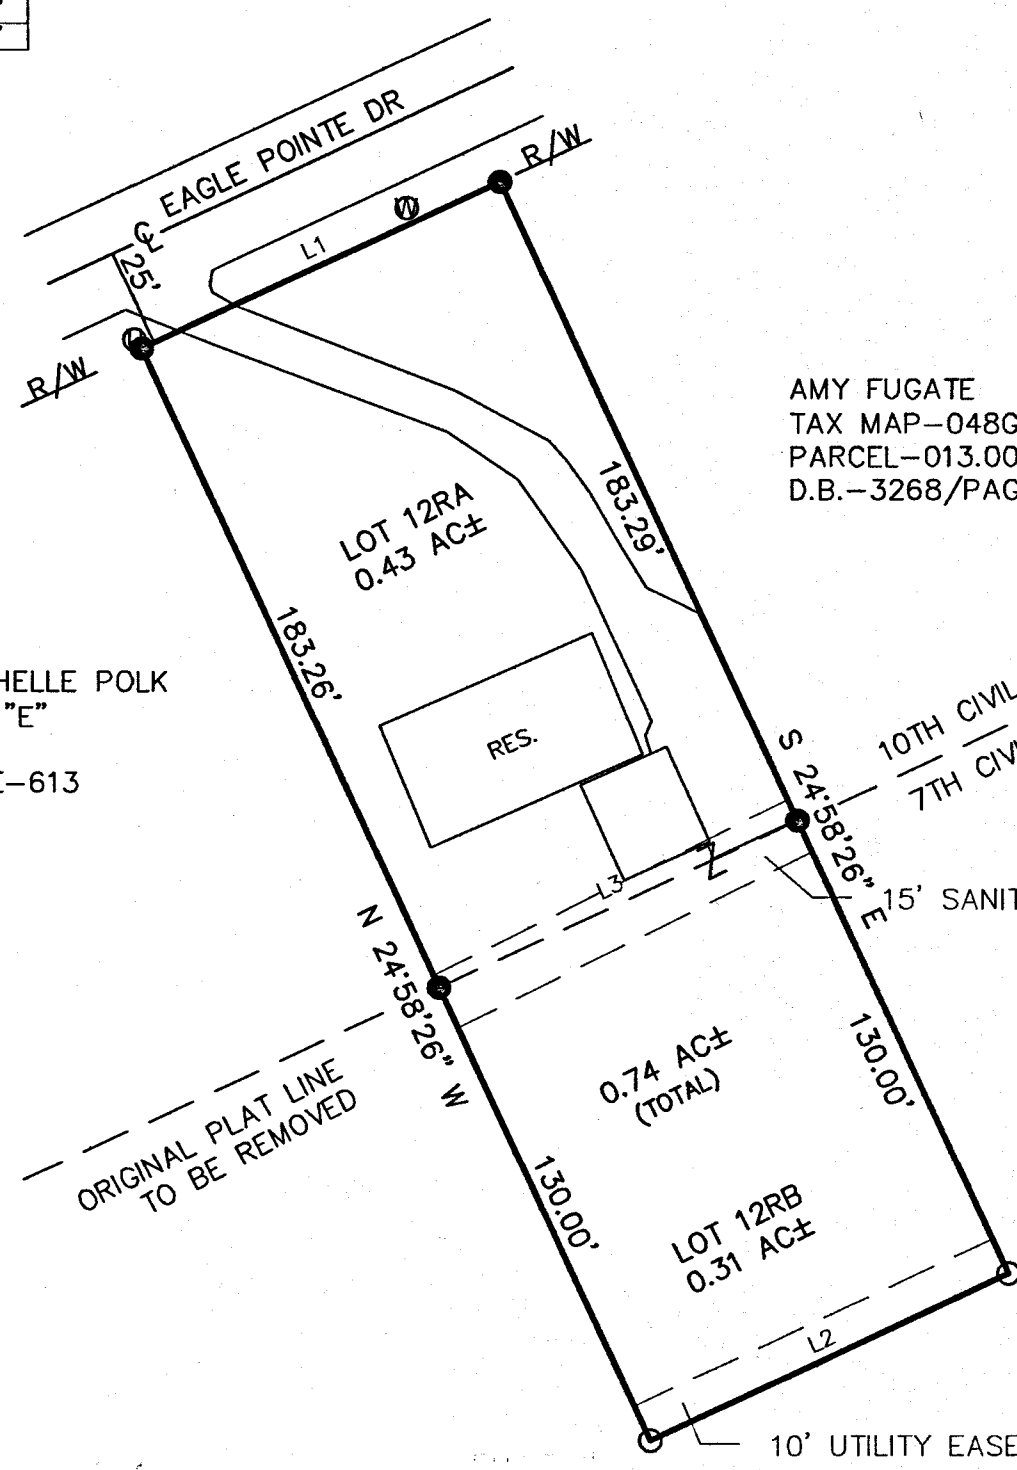 EAGLE POINTE DR
R/W
W
L1
25'
R/W
AMY FUGATE
TAX MAP-048G
PARCEL-013.00
D.B.-3268/PAG
LOT 12RA
0.43 AC±
183.29'
183.26'
HELLE POLK
"E"
E-613
RES.
10TH CIVIL
7TH CIV
S 24°58'26" E
L3
15' SANIT
N 24°58'26" W
ORIGINAL PLAT LINE
TO BE REMOVED
0.74 AC±
(TOTAL)
130.00'
130.00'
LOT 12RB
0.31 AC±
L2
10' UTILITY EASE